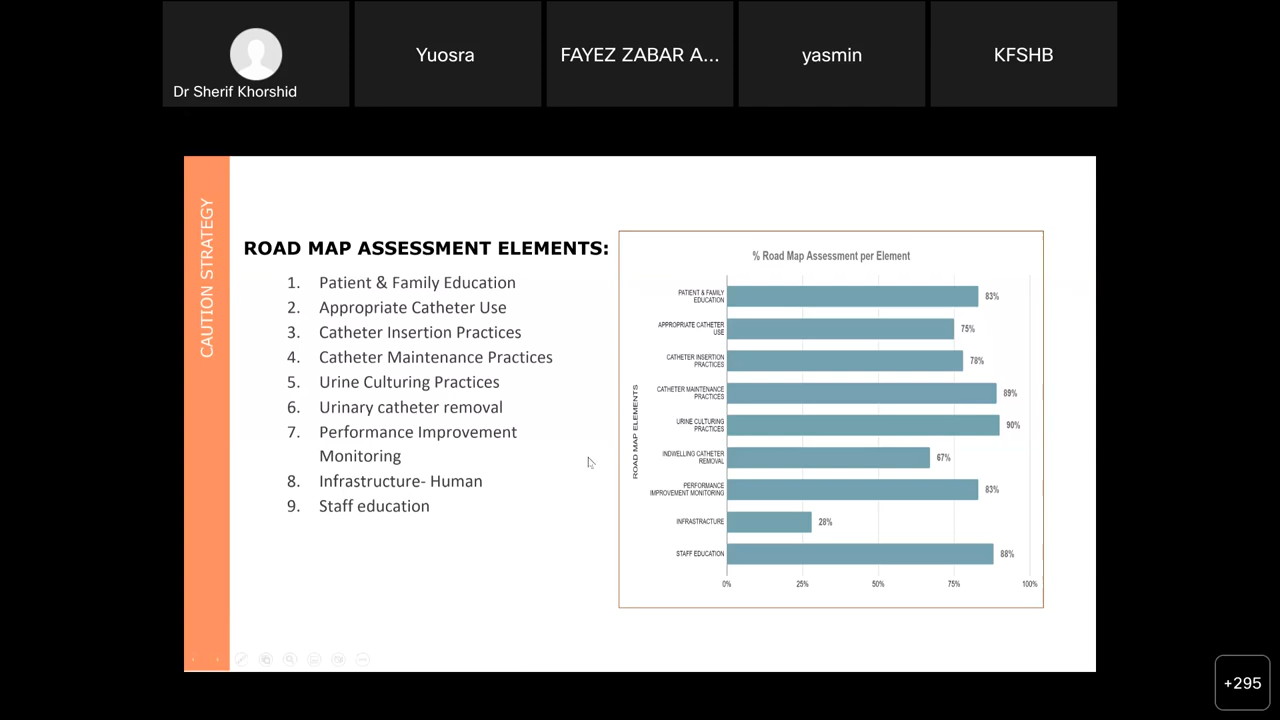 Dr Sherif Khorshid
Yuosra
FAYEZ ZABAR A...
yasmin
KFSHB
CAUTION STRATEGY
ROAD MAP ASSESSMENT ELEMENTS:
1. Patient & Family Education
2. Appropriate Catheter Use
3. Catheter Insertion Practices
4. Catheter Maintenance Practices
5. Urine Culturing Practices
6. Urinary catheter removal
7. Performance Improvement
Monitoring
8. Infrastructure- Human
9. Staff education
% Road Map Assessment per Element
ROAD MAP ELEMENTS
PATIENT & FAMILY
EDUCATION
83%
APPROPRIATE CATHETER
USE
75%
CATHETER INSERTION
PRACTICES
78%
CATHETER MAINTENANCE
PRACTICES
89%
URINE CULTURING
PRACTICES
90%
INDWELLING CATHETER
REMOVAL
67%
PERFORMANCE
IMPROVEMENT MONITORING
83%
INFRASTRACTURE
28%
STAFF EDUCATION
88%
0% 25% 50% 75% 100%
+295